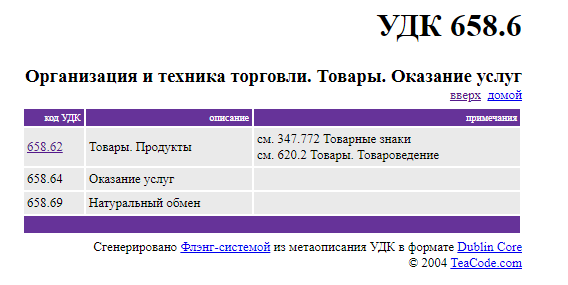 УДК 658.6
Организация и техника торговли. Товары. Оказание услуг
вверх домой
код УДК описание примечания
658.62 Товары. Продукты см. 347.772 Товарные знаки
см. 620.2 Товары. Товароведение
658.64 Оказание услуг
658.69 Натуральный обмен
Сгенерировано Флэнг-системой из метаописания УДК в формате Dublin Core
© 2004 TeaCode.com